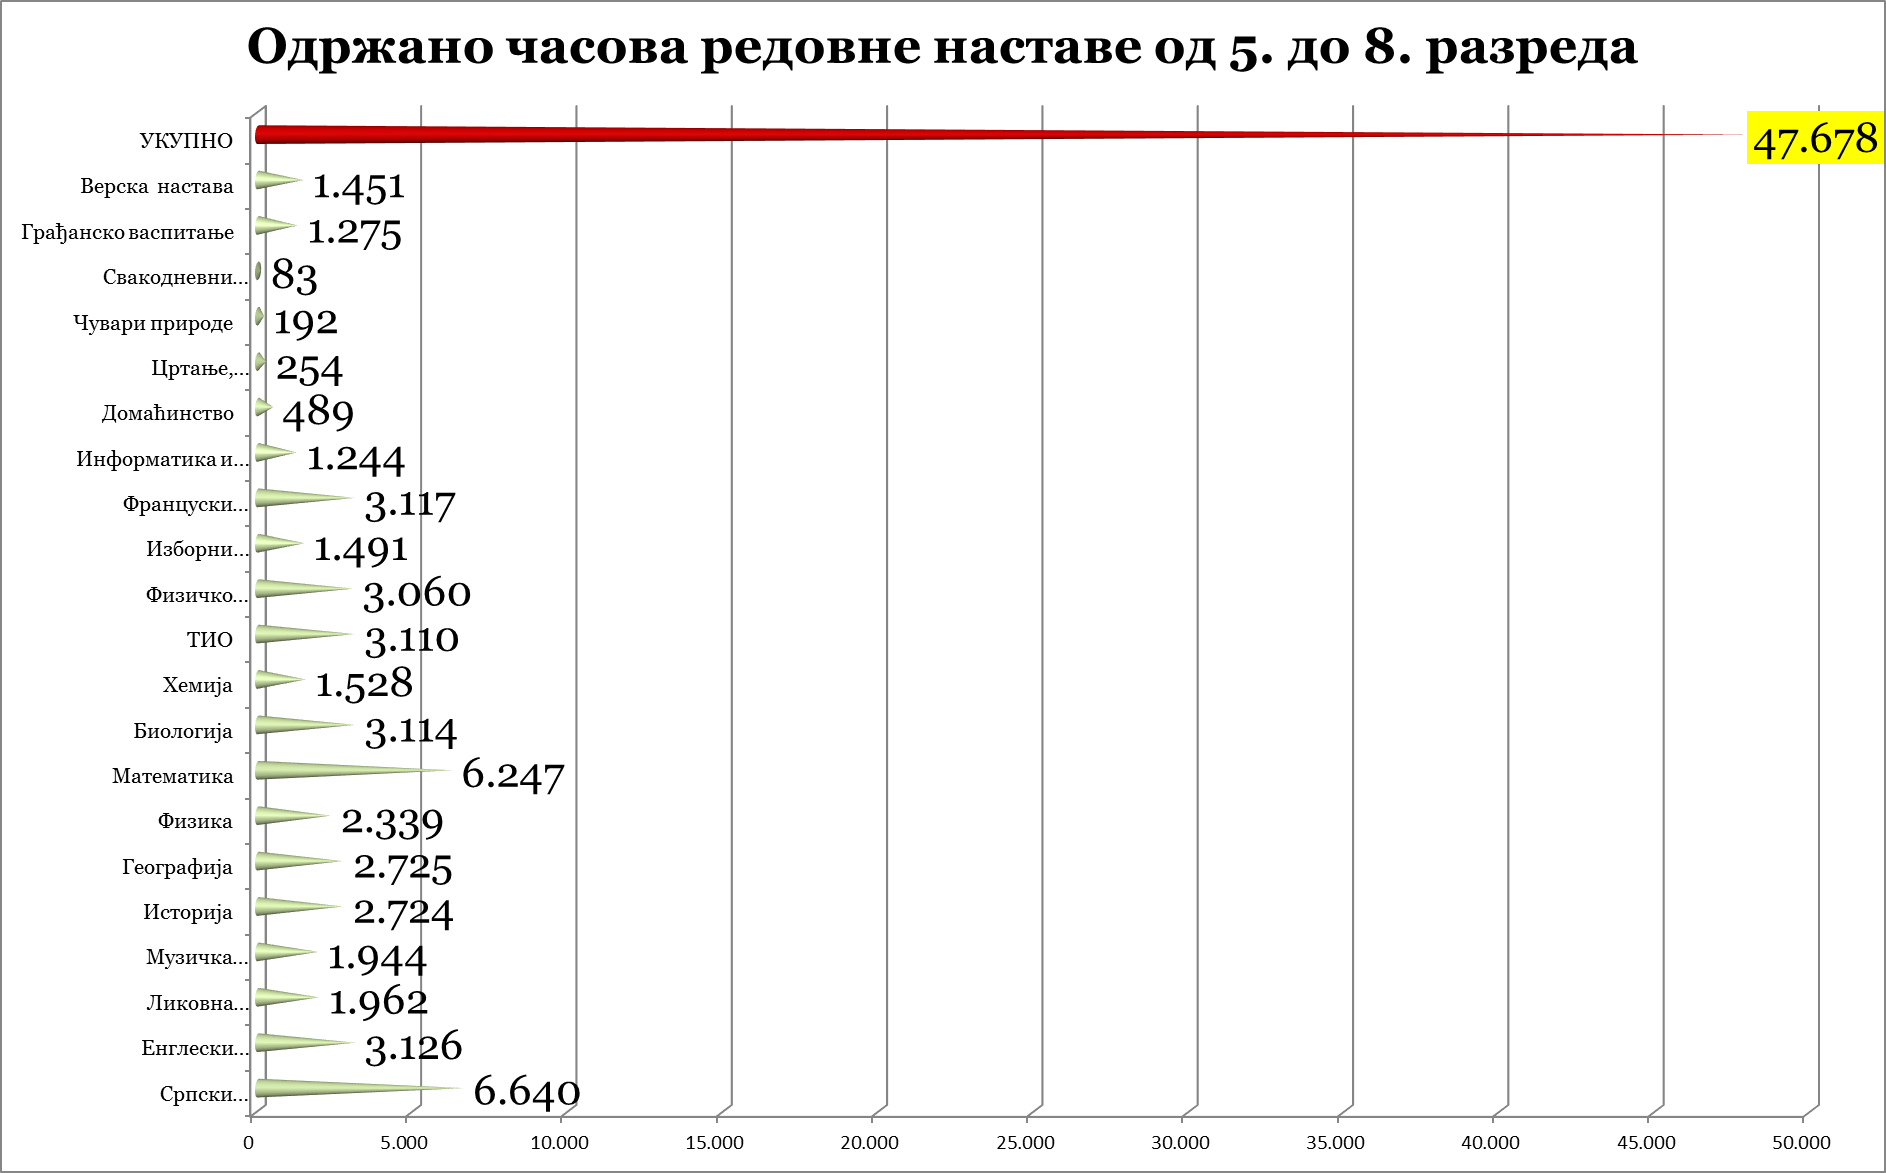 Одржано часова редовне наставе од 5. до 8. разреда
УКУПНО 47.678
Верска настава 1.451
Грађанско васпитање 1.275
Свакодневни... 83
Чувари природе 192
Цртање,... 254
Домаћинство 489
Информатика и... 1.244
Француски... 3.117
Изборни... 1.491
Физичко... 3.060
ТИО 3.110
Хемија 1.528
Биологија 3.114
Математика 6.247
Физика 2.339
Географија 2.725
Историја 2.724
Музичка... 1.944
Ликовна... 1.962
Енглески... 3.126
Српски... 6.640
0 5.000 10.000 15.000 20.000 25.000 30.000 35.000 40.000 45.000 50.000